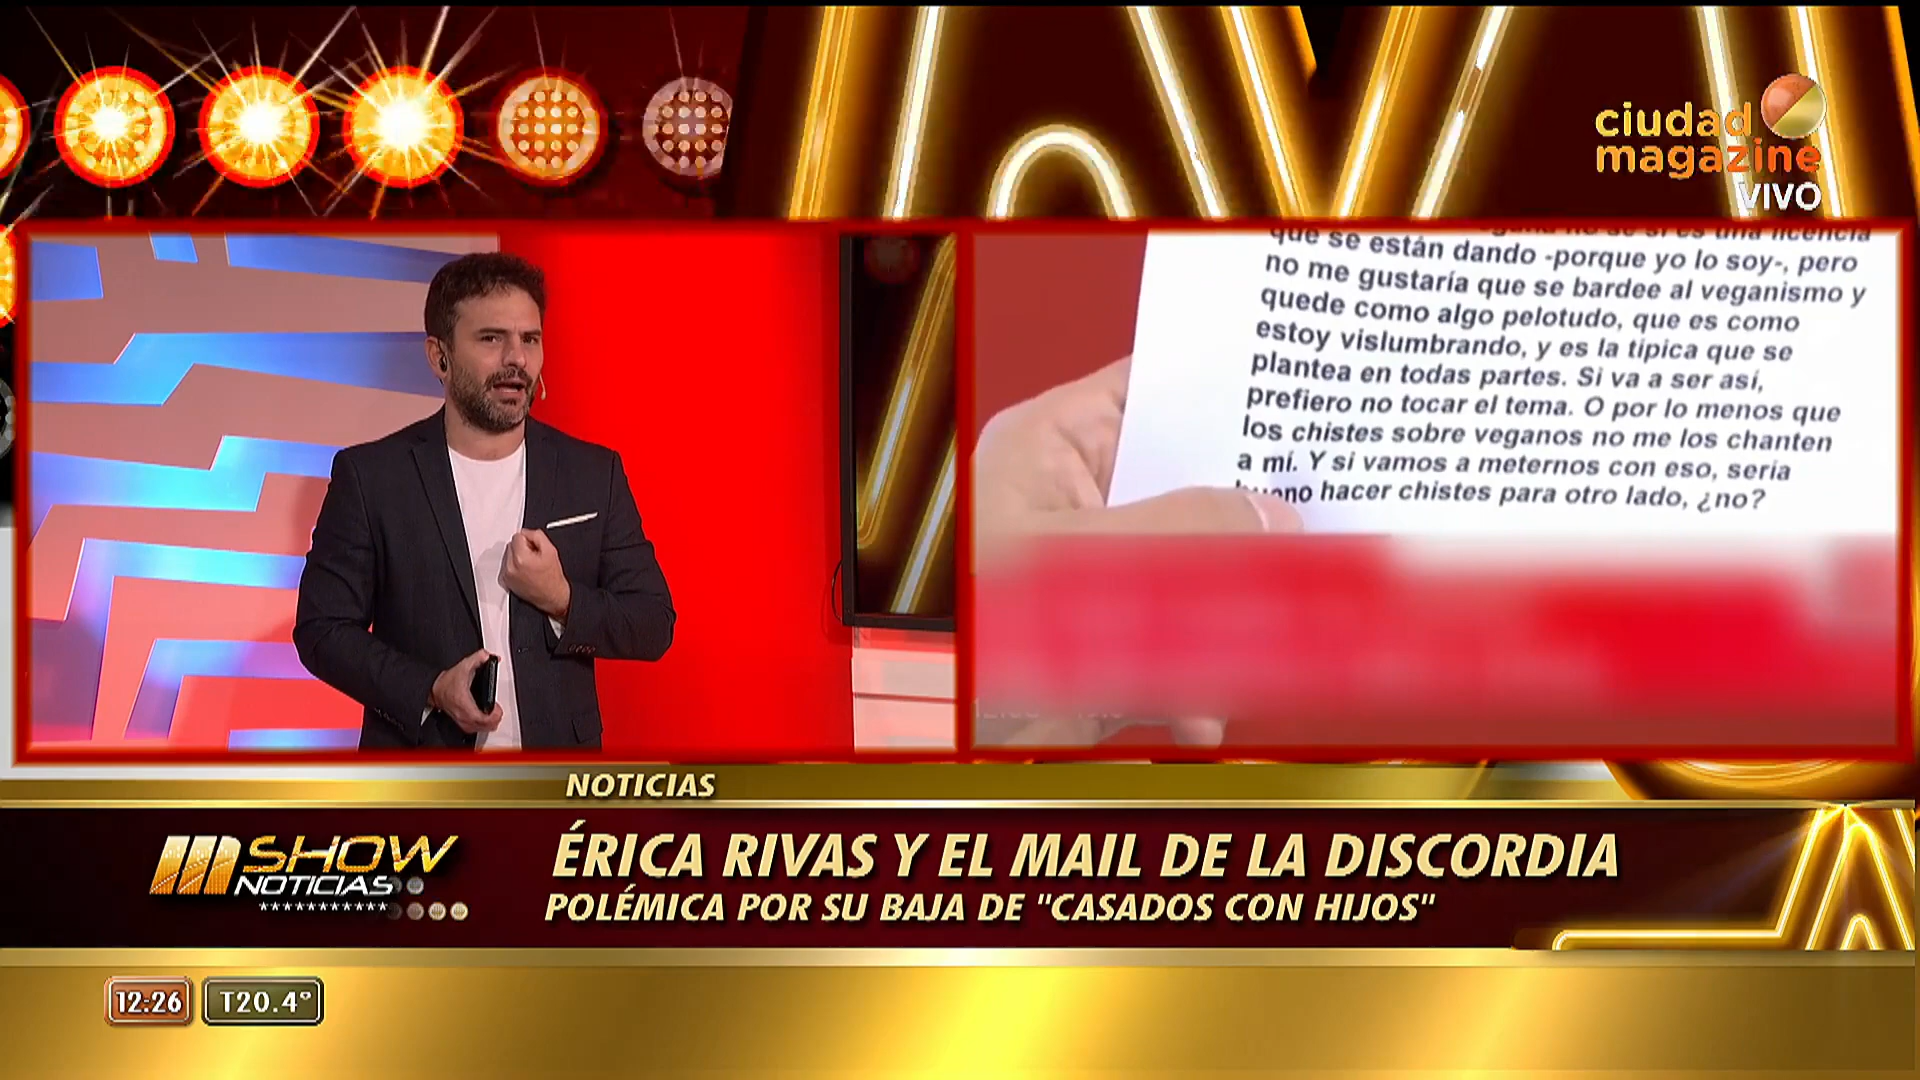 ciudad
magazine
VIVO
que se están dando -porque yo lo soy-, pero
no me gustaría que se bardee al veganismo y
quede como algo pelotudo, que es como
estoy vislumbrando, y es la típica que se
plantea en todas partes. Si va a ser así,
prefiero no tocar el tema. O por lo menos que
los chistes sobre veganos no me los chanten
a mí. Y si vamos a meternos con eso, sería
bueno hacer chistes para otro lado, ¿no?
NOTICIAS
SHOW
NOTICIAS
ÉRICA RIVAS Y EL MAIL DE LA DISCORDIA
POLÉMICA POR SU BAJA DE "CASADOS CON HIJOS"
12:26 T20.4°